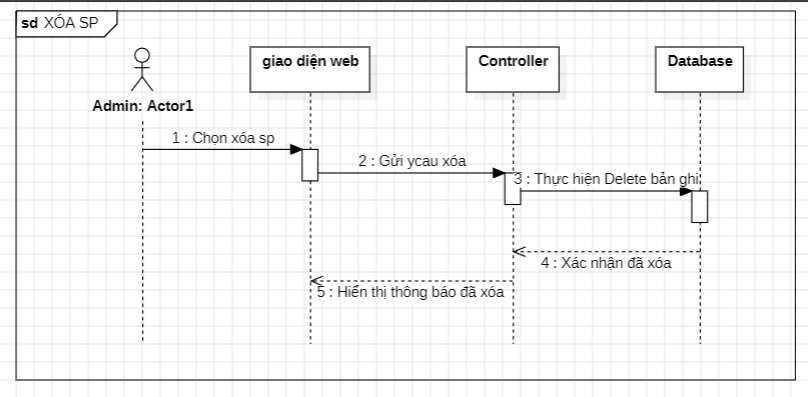 sd XÓA SP
giao diện web
Controller
Database
Admin: Actor1
1 : Chọn xóa sp
2 : Gửi ycau xóa
3 : Thực hiện Delete bản ghi
4 : Xác nhận đã xóa
5 : Hiển thị thông báo đã xóa